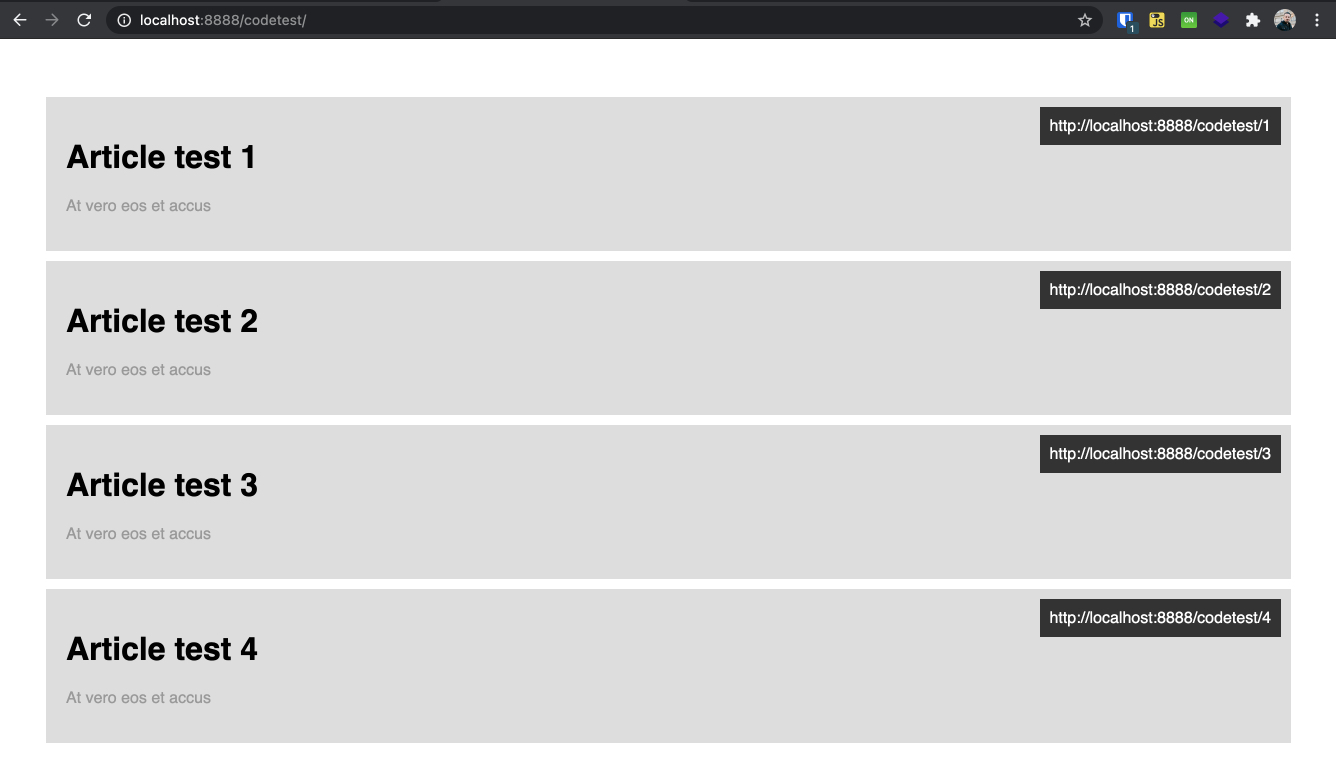 localhost:8888/codetest/
1
JS
ON
http://localhost:8888/codetest/1
Article test 1
At vero eos et accus
http://localhost:8888/codetest/2
Article test 2
At vero eos et accus
http://localhost:8888/codetest/3
Article test 3
At vero eos et accus
http://localhost:8888/codetest/4
Article test 4
At vero eos et accus